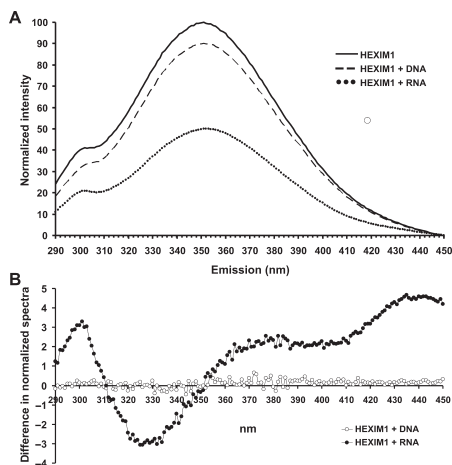 A
Normalized intensity
100
90
80
70
60
50
40
30
20
10
0
HEXIM1
HEXIM1 + DNA
HEXIM1 + RNA
290 300 310 320 330 340 350 360 370 380 390 400 410 420 430 440 450
Emission (nm)
B
Difference in normalized spectra
5
4
3
2
1
0
−1
−2
−3
−4
290 300 310 320 330 340 350 360 370 380 390 400 410 420 430 440 450
nm
HEXIM1 + DNA
HEXIM1 + RNA